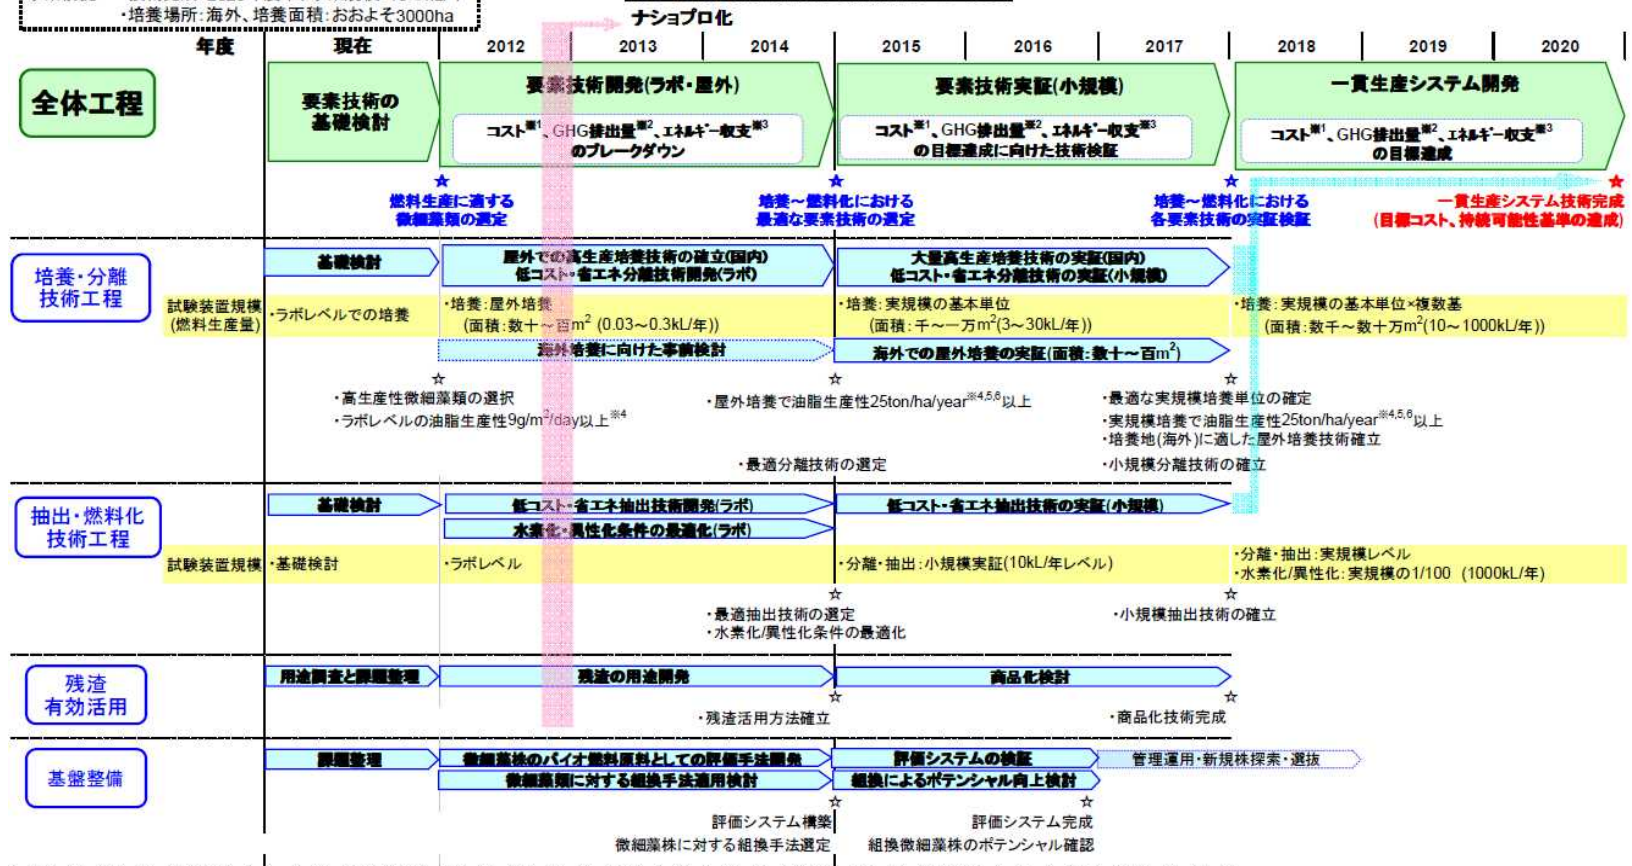 ・培養場所:海外、培養面積:おおよそ3000ha
ナショプロ化
年度 現在 2012 2013 2014 2015 2016 2017 2018 2019 2020
全体工程
要素技術の
基礎検討
要素技術開発(ラボ・屋外)
コスト※1、GHG排出量※2、エネルギー収支※3
のブレークダウン
要素技術実証(小規模)
コスト※1、GHG排出量※2、エネルギー収支※3
の目標達成に向けた技術検証
一貫生産システム開発
コスト※1、GHG排出量※2、エネルギー収支※3
の目標達成
☆
燃料生産に適する
微細藻類の選定
☆
培養~燃料化における
最適な要素技術の選定
☆
培養~燃料化における
各要素技術の実証検証
★
一貫生産システム技術完成
(目標コスト、持続可能性基準の達成)
培養・分離
技術工程
基礎検討
屋外での高生産培養技術の確立(国内)
低コスト・省エネ分離技術開発(ラボ)
大量高生産培養技術の実証(国内)
低コスト・省エネ分離技術の実証(小規模)
試験装置規模
(燃料生産量)
・ラボレベルでの培養
・培養:屋外培養
(面積:数十~百m2 (0.03~0.3kL/年))
・培養:実規模の基本単位
(面積:千~一万m2(3~30kL/年))
・培養:実規模の基本単位×複数基
(面積:数千~数十万m2(10~1000kL/年))
海外培養に向けた事前検討
海外での屋外培養の実証(面積:数十~百m2)
☆
・高生産性微細藻類の選択
・ラボレベルの油脂生産性9g/m2/day以上※4
☆
・屋外培養で油脂生産性25ton/ha/year※4,5,6以上
・最適分離技術の選定
☆
・最適な実規模培養単位の確定
・実規模培養で油脂生産性25ton/ha/year※4,5,6以上
・培養地(海外)に適した屋外培養技術確立
・小規模分離技術の確立
抽出・燃料化
技術工程
基礎検討
低コスト・省エネ抽出技術開発(ラボ)
低コスト・省エネ抽出技術の実証(小規模)
水素化・異性化条件の最適化(ラボ)
試験装置規模
・基礎検討
・ラボレベル
・分離・抽出:小規模実証(10kL/年レベル)
・分離・抽出:実規模レベル
・水素化/異性化:実規模の1/100 (1000kL/年)
☆
・最適抽出技術の選定
・水素化/異性化条件の最適化
☆
・小規模抽出技術の確立
残渣
有効活用
用途調査と課題整理
残渣の用途開発
商品化検討
☆
・残渣活用方法確立
☆
・商品化技術完成
基盤整備
課題整理
微細藻株のバイオ燃料原料としての評価手法開発
評価システムの検証
管理運用・新規株探索・選抜
微細藻類に対する組換手法適用検討
組換によるポテンシャル向上検討
☆
評価システム構築
微細藻株に対する組換手法選定
☆
評価システム完成
組換微細藻株のポテンシャル確認